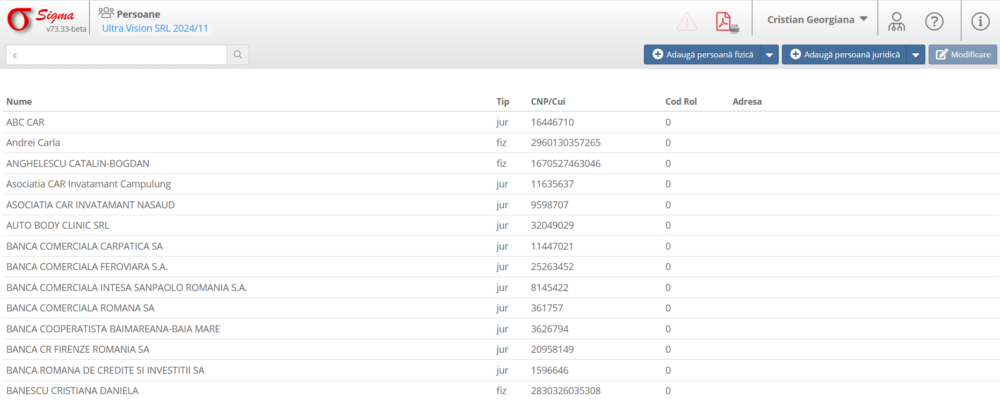 σ Sigma
v73.33-beta
Persoane
Ultra Vision SRL 2024/11
Cristian Georgiana
c
Adaugă persoană fizică
Adaugă persoană juridică
Modificare
Nume Tip CNP/Cui Cod Rol Adresa
ABC CAR jur 16446710 0
Andrei Carla fiz 2960130357265 0
ANGHELESCU CATALIN-BOGDAN fiz 1670527463046 0
Asociatia CAR Invatamant Campulung jur 11635637 0
ASOCIATIA CAR INVATAMANT NASAUD jur 9598707 0
AUTO BODY CLINIC SRL jur 32049029 0
BANCA COMERCIALA CARPATICA SA jur 11447021 0
BANCA COMERCIALA FEROVIARA S.A. jur 25263452 0
BANCA COMERCIALA INTESA SANPAOLO ROMANIA S.A. jur 8145422 0
BANCA COMERCIALA ROMANA SA jur 361757 0
BANCA COOPERATISTA BAIMAREANA-BAIA MARE jur 3626794 0
BANCA CR FIRENZE ROMANIA SA jur 20958149 0
BANCA ROMANA DE CREDITE SI INVESTITII SA jur 1596646 0
BANESCU CRISTIANA DANIELA fiz 2830326035308 0